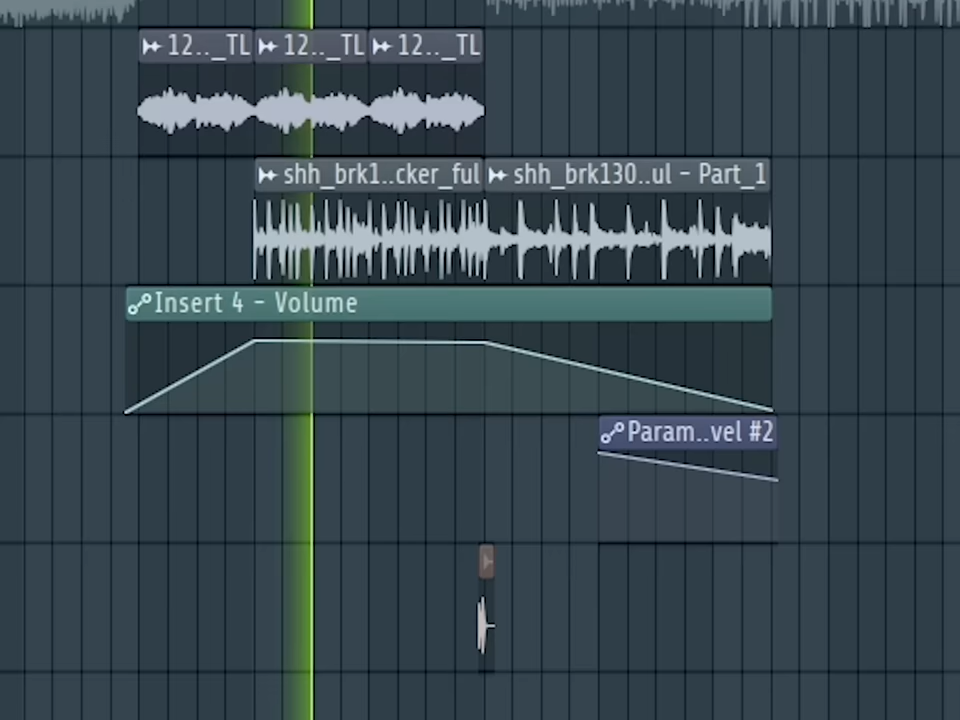 12.._TL 12.._TL 12.._TL
shh_brk1..cker_ful shh_brk130..ul - Part_1
Insert 4 - Volume
Param..vel #2